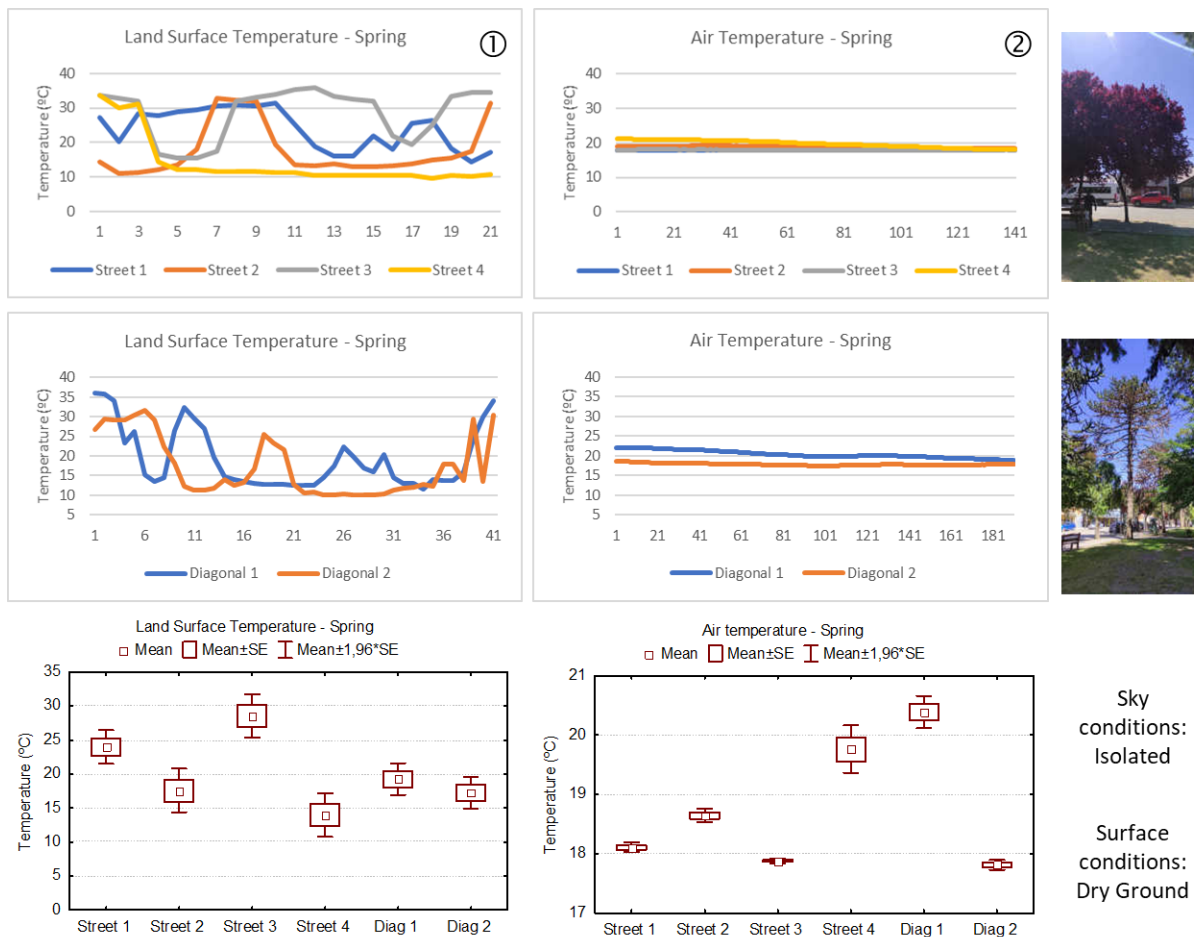 Land Surface Temperature - Spring
①
Temperature (ºC)
40
30
20
10
0
1 3 5 7 9 11 13 15 17 19 21
Street 1 Street 2 Street 3 Street 4
Air Temperature - Spring
②
Temperature (ºC)
40
30
20
10
0
1 21 41 61 81 101 121 141
Street 1 Street 2 Street 3 Street 4
Land Surface Temperature - Spring
Temperature (ºC)
40
35
30
25
20
15
10
5
1 6 11 16 21 26 31 36 41
Diagonal 1 Diagonal 2
Air Temperature - Spring
Temperature (ºC)
40
35
30
25
20
15
10
5
1 21 41 61 81 101 121 141 161 181
Diagonal 1 Diagonal 2
Land Surface Temperature - Spring
Mean Mean±SE Mean±1,96*SE
Temperature (ºC)
35
30
25
20
15
10
5
0
Street 1 Street 2 Street 3 Street 4 Diag 1 Diag 2
Air temperature - Spring
Mean Mean±SE Mean±1,96*SE
Temperature (ºC)
21
20
19
18
17
Street 1 Street 2 Street 3 Street 4 Diag 1 Diag 2
Sky
conditions:
Isolated
Surface
conditions:
Dry Ground